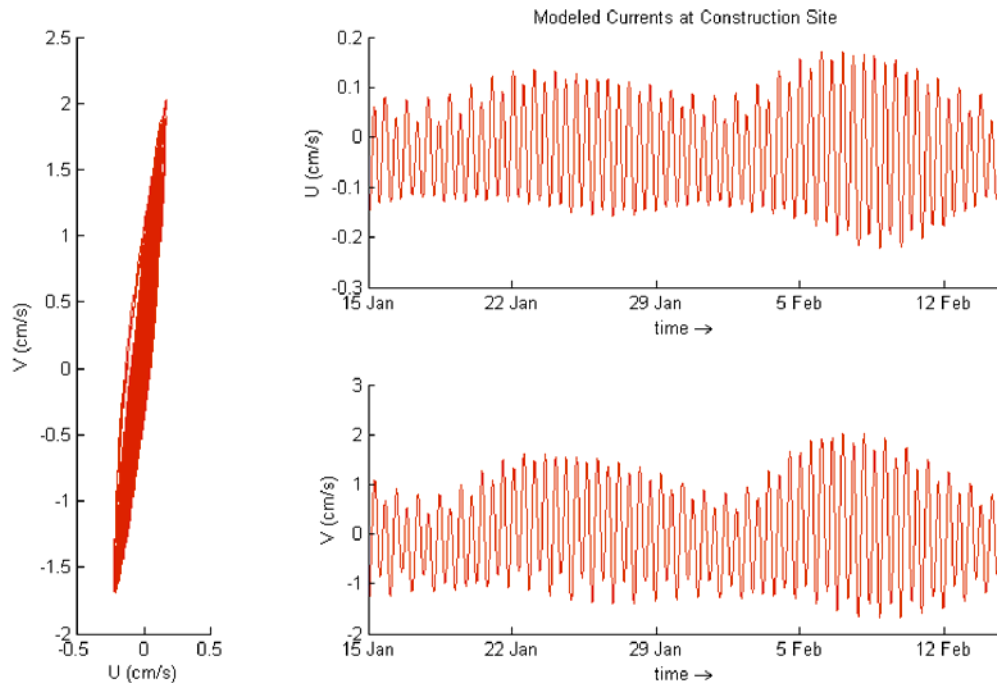 Modeled Currents at Construction Site
2.5
2
1.5
1
0.5
0
-0.5
-1
-1.5
-2
V (cm/s)
-0.5 0 0.5
U (cm/s)
0.2
0.1
0
-0.1
-0.2
-0.3
U (cm/s)
15 Jan 22 Jan 29 Jan 5 Feb 12 Feb
time →
3
2
1
0
-1
-2
V (cm/s)
15 Jan 22 Jan 29 Jan 5 Feb 12 Feb
time →